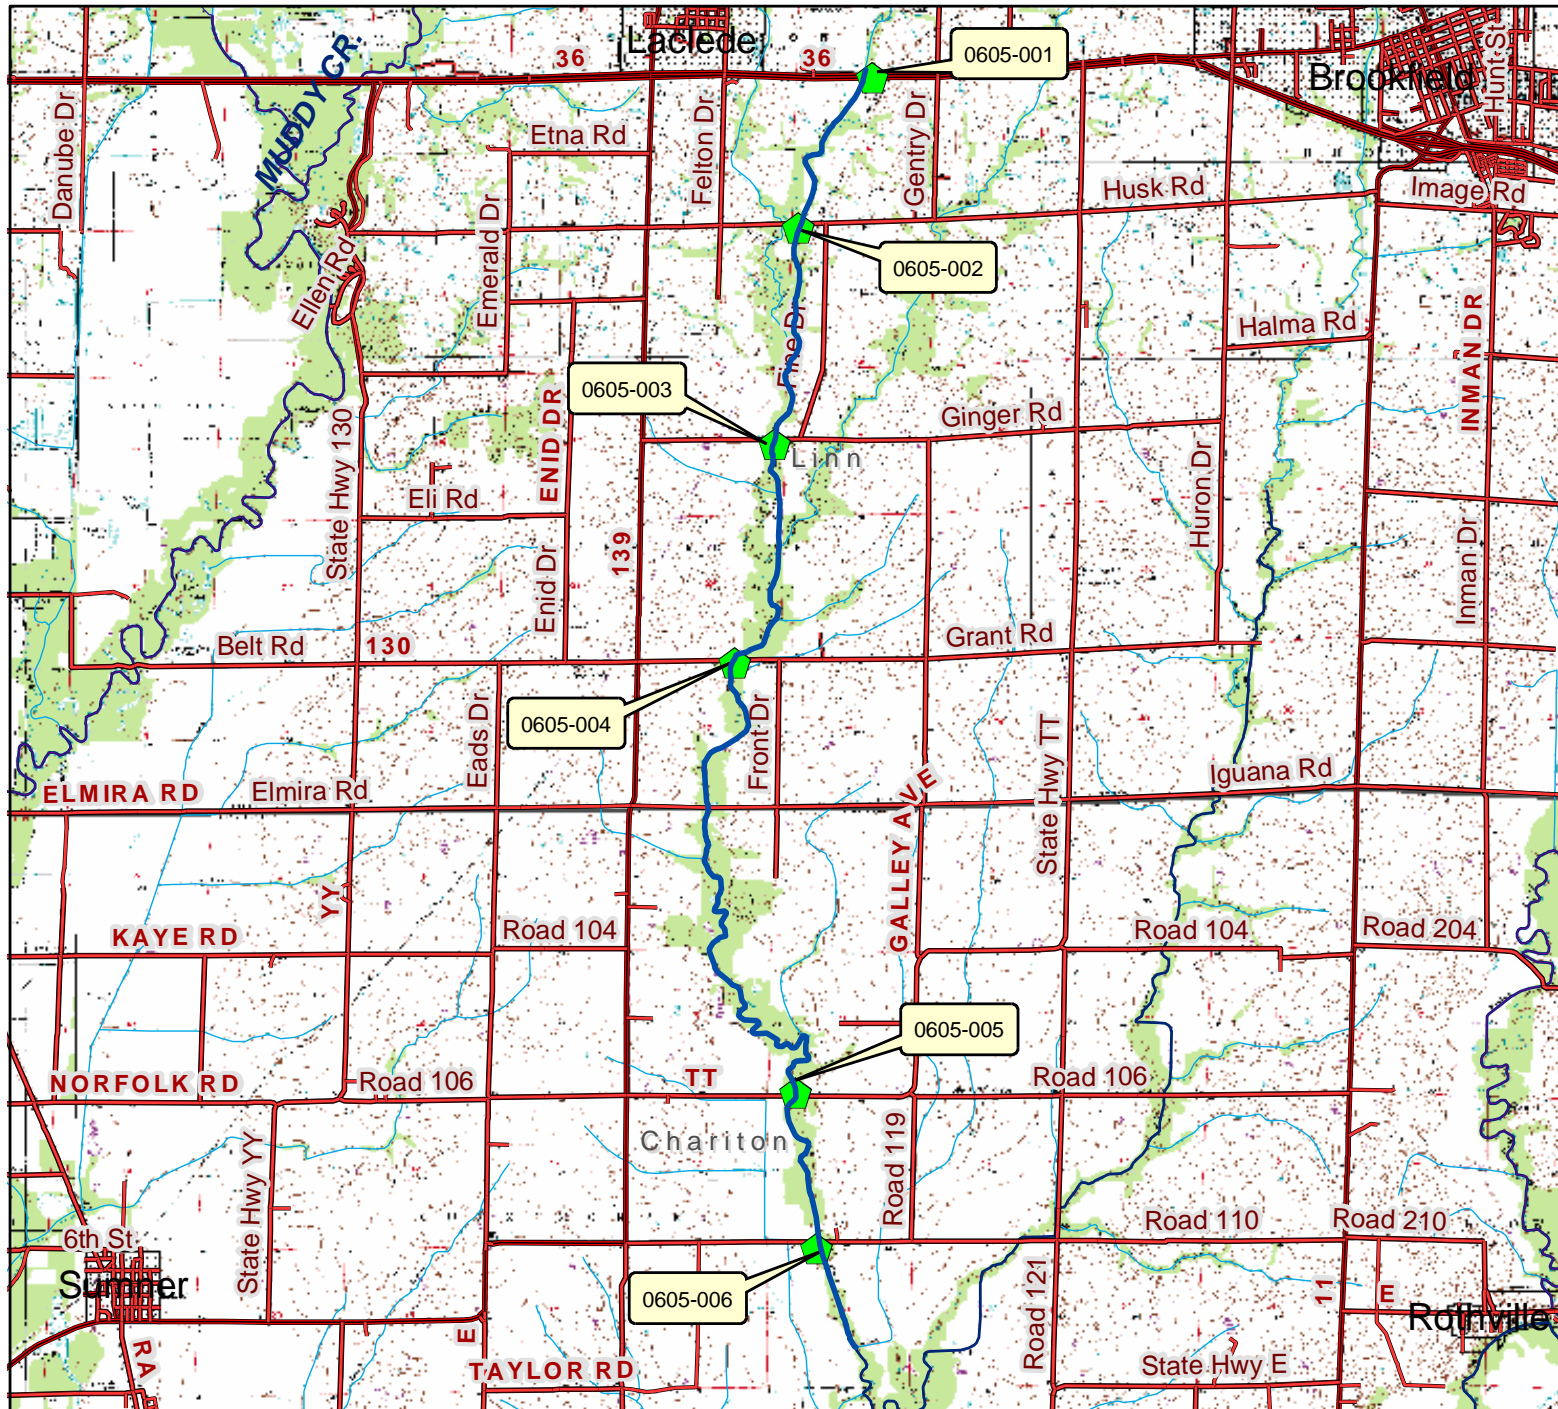 Laclede
36
36
0605-001
Brookfield
Hunt St
MUDDY CR.
Danube Dr
Etna Rd
Felton Dr
Gentry Dr
Husk Rd
Image Rd
Emerald Dr
Ellen Rd
0605-002
Halma Rd
INMAN DR
0605-003
ENID DR
State Hwy 130
Ginger Rd
Linn
Eli Rd
Huron Dr
139
Enid Dr
Inman Dr
Belt Rd
130
Grant Rd
0605-004
Eads Dr
Front Dr
State Hwy TT
Iguana Rd
ELMIRA RD
Elmira Rd
GALLEY AVE
YY
KAYE RD
Road 104
Road 104
Road 204
0605-005
NORFOLK RD
Road 106
TT
Road 106
Chariton
Road 119
State Hwy YY
6th St
Road 110
Road 210
Sumner
0605-006
Road 121
11
E
Rothville
RA
E
TAYLOR RD
State Hwy E